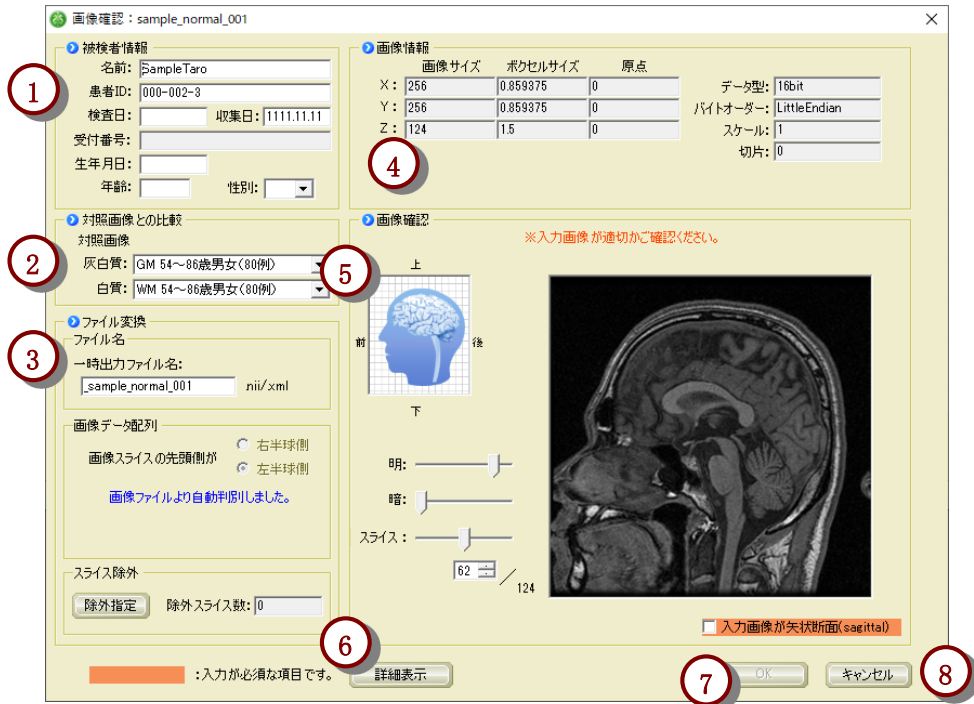 画像確認：sample_normal_001
被検者情報
名前: SampleTaro
患者ID: 000-002-3
検査日: 収集日: 1111.11.11
受付番号:
生年月日:
年齢: 性別:
1
対照画像との比較
対照画像
灰白質: GM 54～86歳男女(80例)
白質: WM 54～86歳男女(80例)
2
ファイル変換
ファイル名
一時出力ファイル名:
_sample_normal_001 nii/xml
3
画像データ配列
画像スライスの先頭側が
右半球側
左半球側
画像ファイルより自動判別しました。
スライス除外
除外指定 除外スライス数: 0
画像情報
画像サイズ ボクセルサイズ 原点
X: 256 0.859375 0
Y: 256 0.859375 0
Z: 124 1.5 0
データ型: 16bit
バイトオーダー: LittleEndian
スケール: 1
切片: 0
4
画像確認
※入力画像が適切かご確認ください。
5
上
前 後
下
明:
暗:
スライス:
62 / 124
入力画像が矢状断面(sagittal)
:入力が必須な項目です。
6
詳細表示
7
OK
キャンセル
8